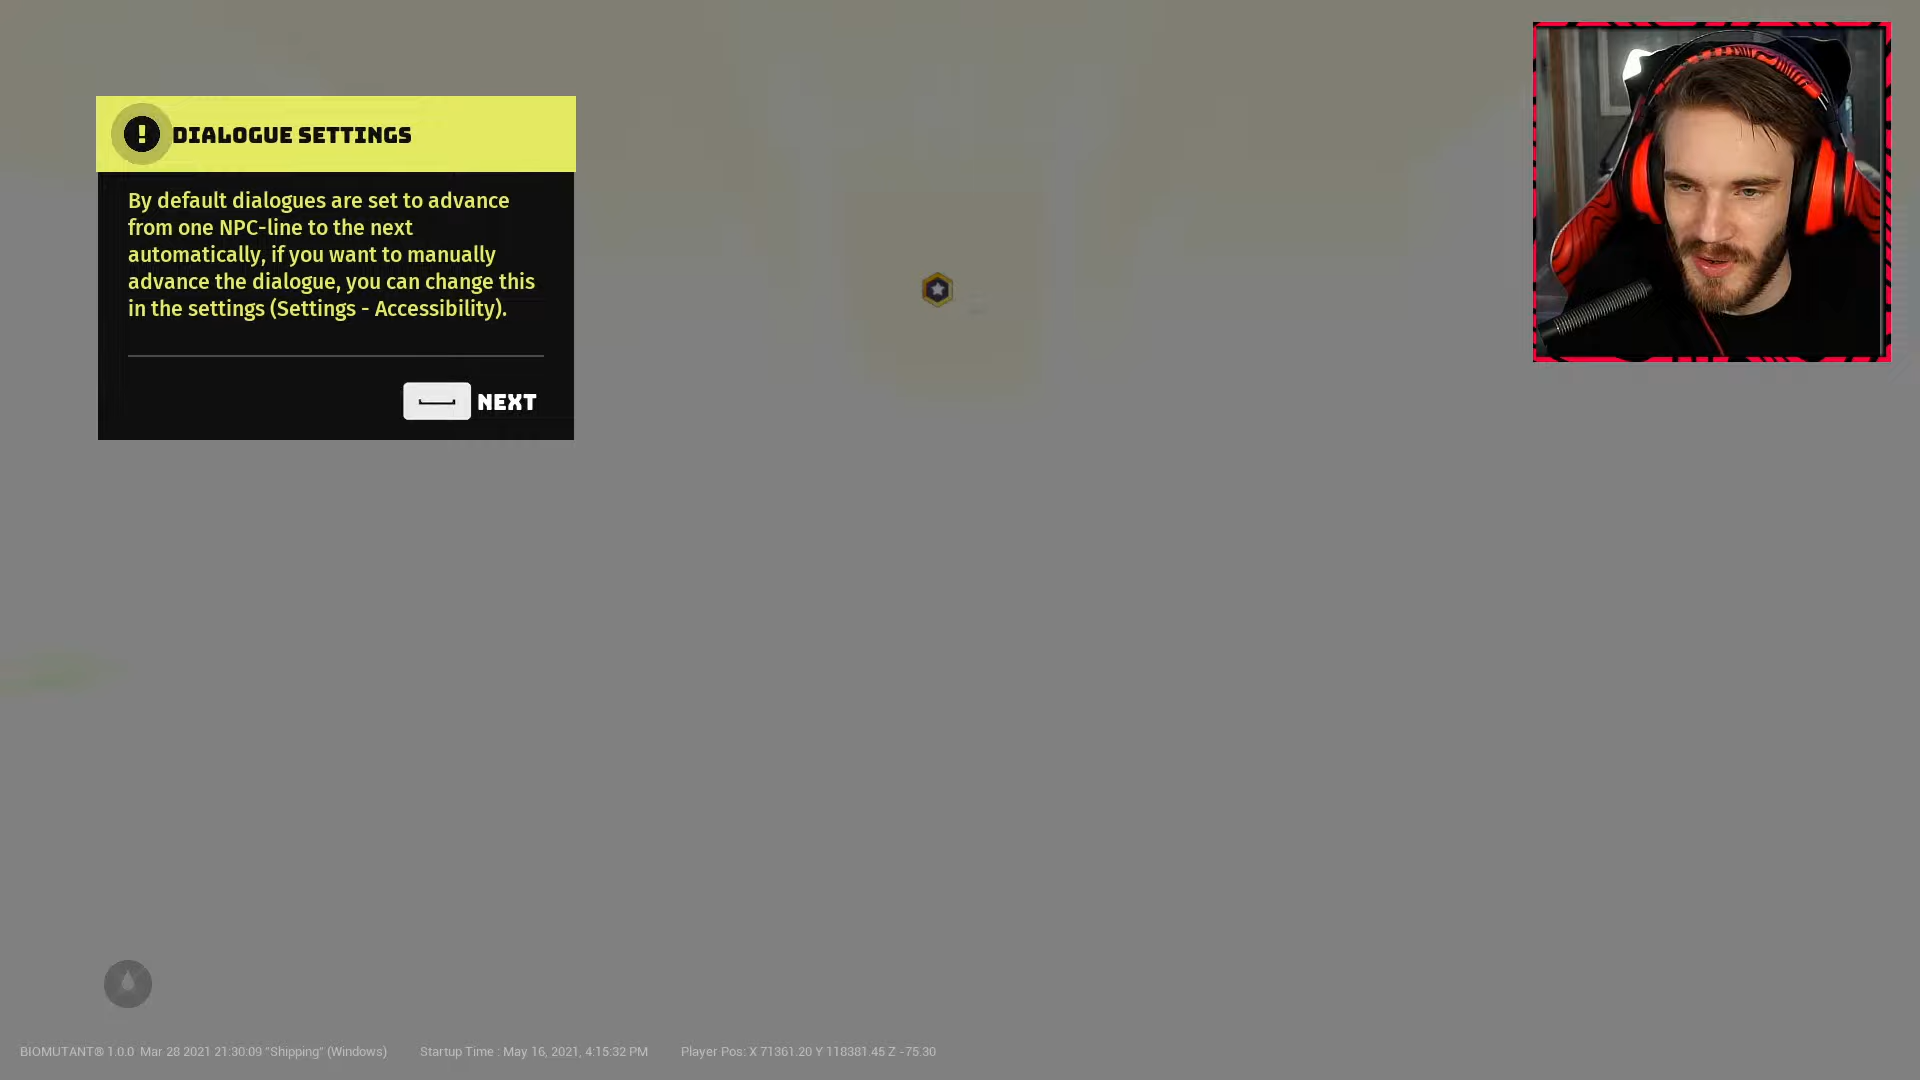 DIALOGUE SETTINGS
By default dialogues are set to advance
from one NPC-line to the next
automatically, if you want to manually
advance the dialogue, you can change this
in the settings (Settings - Accessibility).
NEXT
BIOMUTANT® 1.0.0 Mar 28 2021 21:30:09 "Shipping" (Windows) Startup Time : May 16, 2021, 4:15:32 PM Player Pos: X 71361.20 Y 118381.45 Z -75.30